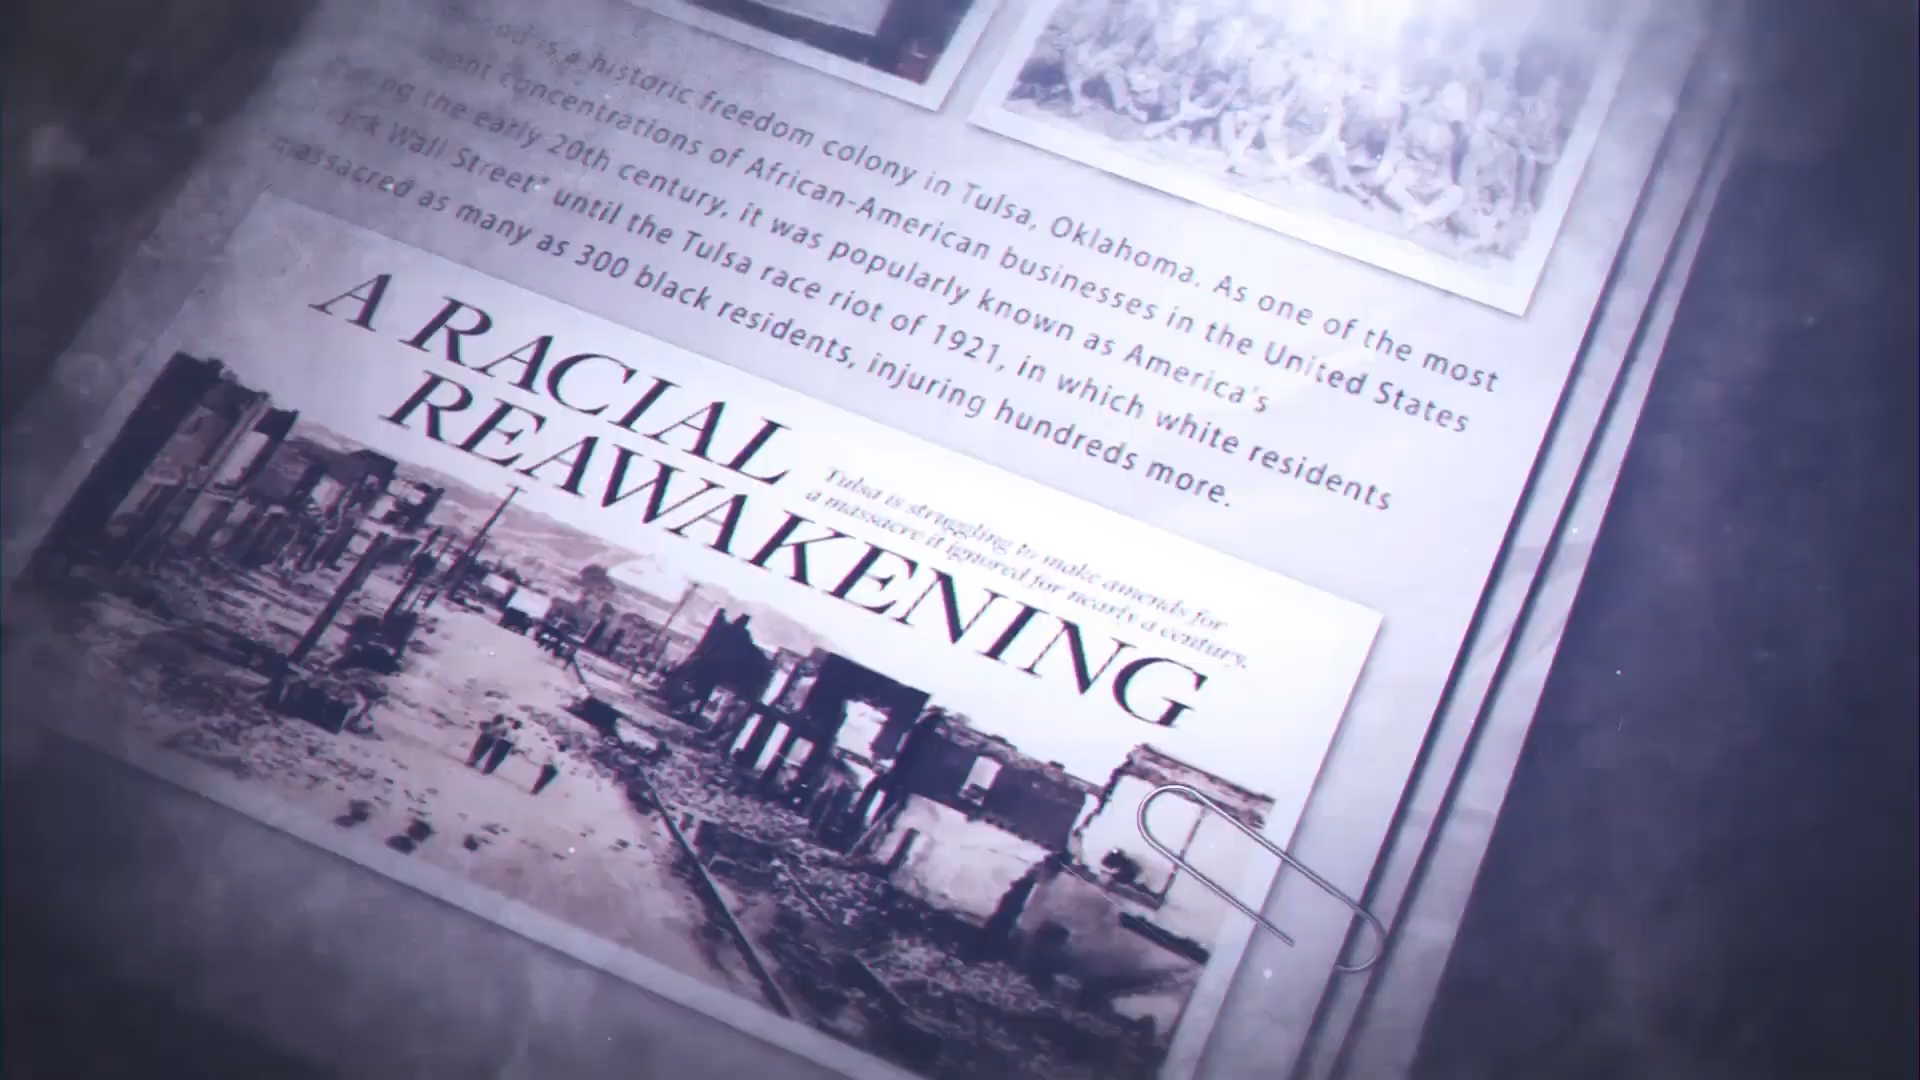 is a historic freedom colony in Tulsa, Oklahoma. As one of the most
concentrations of African-American businesses in the United States
the early 20th century, it was popularly known as America's
Wall Street" until the Tulsa race riot of 1921, in which white residents
massacred as many as 300 black residents, injuring hundreds more.
A RACIAL
REAWAKENING
Tulsa is struggling to make amends for
a massacre it ignored for nearly a century.